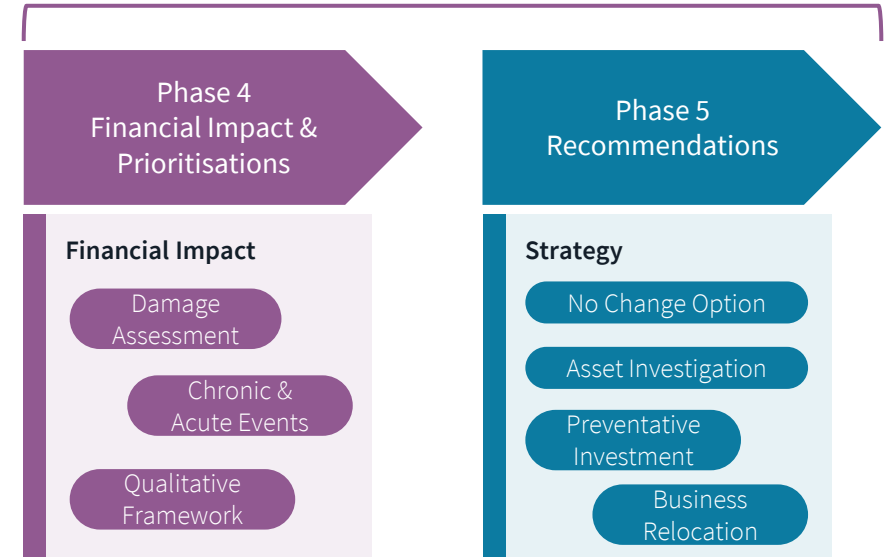 Phase 4
Financial Impact &
Prioritisations
Financial Impact
Damage
Assessment
Chronic &
Acute Events
Qualitative
Framework
Phase 5
Recommendations
Strategy
No Change Option
Asset Investigation
Preventative
Investment
Business
Relocation